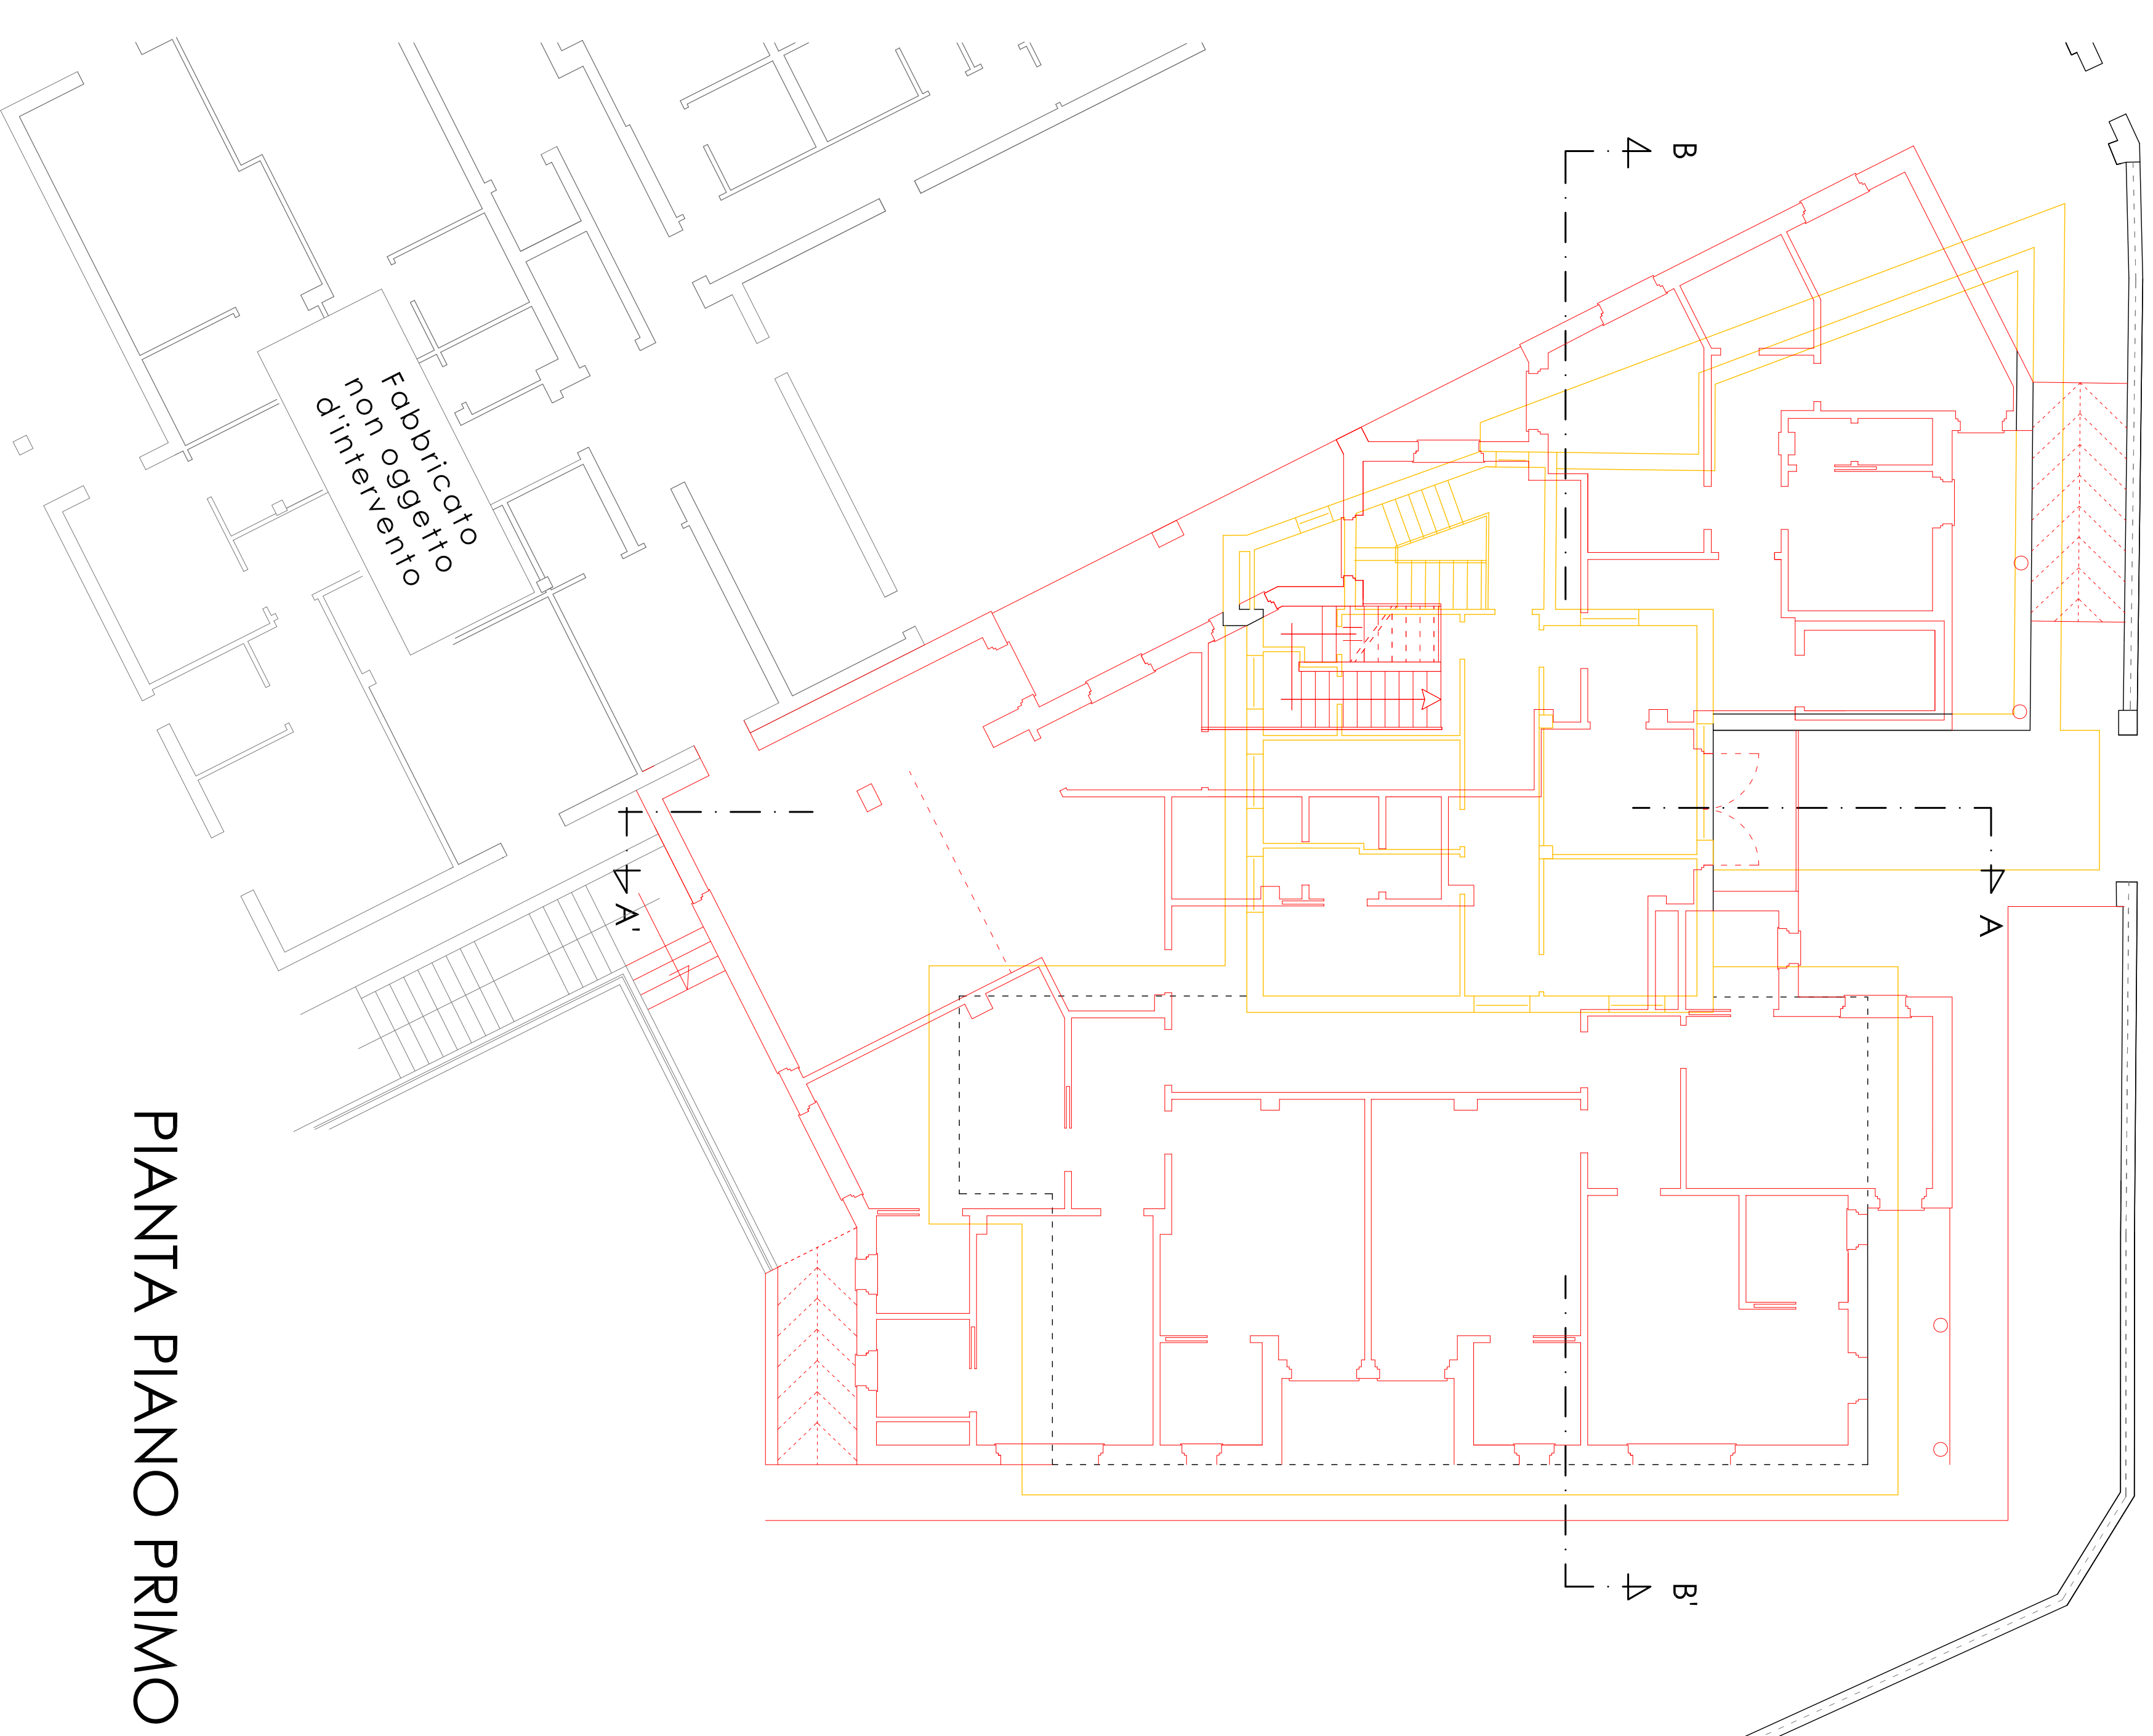 B
Fabbricato
non oggetto
d'intervento
A'
A
PIANTA PIANO PRIMO
B'